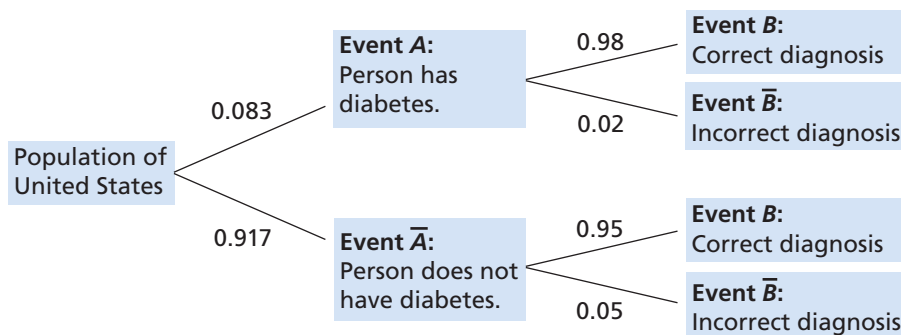 Population of
United States
0.083
0.917
Event A:
Person has
diabetes.
0.98
0.02
Event B:
Correct diagnosis
Event B̅:
Incorrect diagnosis
Event A̅:
Person does not
have diabetes.
0.95
0.05
Event B:
Correct diagnosis
Event B̅:
Incorrect diagnosis